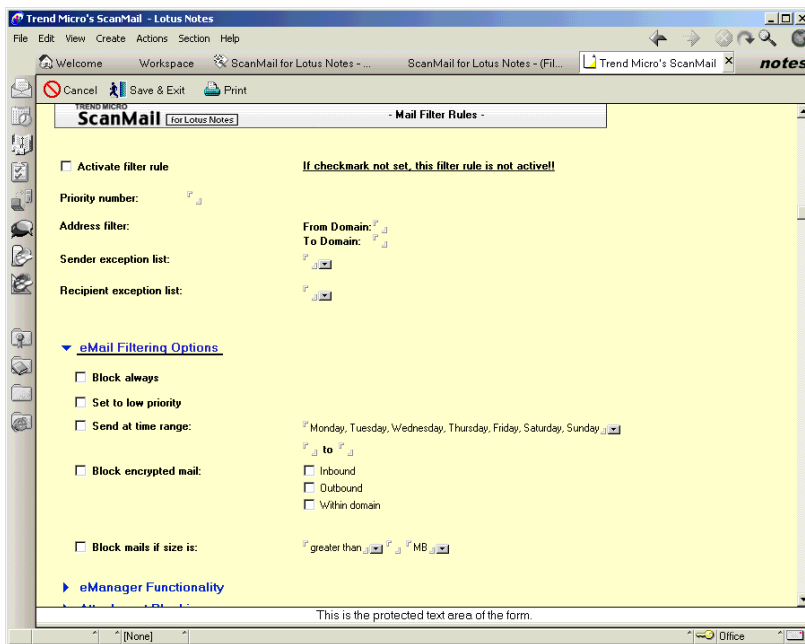 Trend Micro's ScanMail - Lotus Notes
File Edit View Create Actions Section Help
Welcome Workspace ScanMail for Lotus Notes - ... ScanMail for Lotus Notes - (Fil... Trend Micro's ScanMail notes
Cancel Save & Exit Print
TREND MICRO
ScanMail for Lotus Notes - Mail Filter Rules -
Activate filter rule If checkmark not set, this filter rule is not active!!
Priority number:
Address filter: From Domain:
To Domain:
Sender exception list:
Recipient exception list:
eMail Filtering Options
Block always
Set to low priority
Send at time range: Monday, Tuesday, Wednesday, Thursday, Friday, Saturday, Sunday
to
Block encrypted mail: Inbound
Outbound
Within domain
Block mails if size is: greater than MB
eManager Functionality
This is the protected text area of the form.
[None] Office